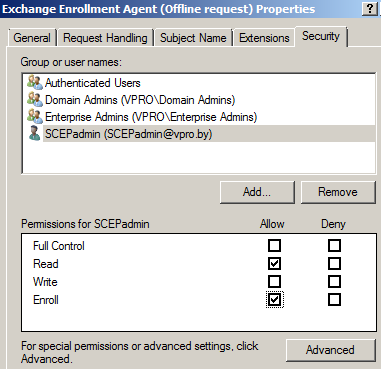 Exchange Enrollment Agent (Offline request) Properties ? X
General Request Handling Subject Name Extensions Security
Group or user names:
Authenticated Users
Domain Admins (VPRO\Domain Admins)
Enterprise Admins (VPRO\Enterprise Admins)
SCEPadmin (SCEPadmin@vpro.by)
Add... Remove
Permissions for SCEPadmin Allow Deny
Full Control
Read
Write
Enroll
For special permissions or advanced settings, click
Advanced.
Advanced